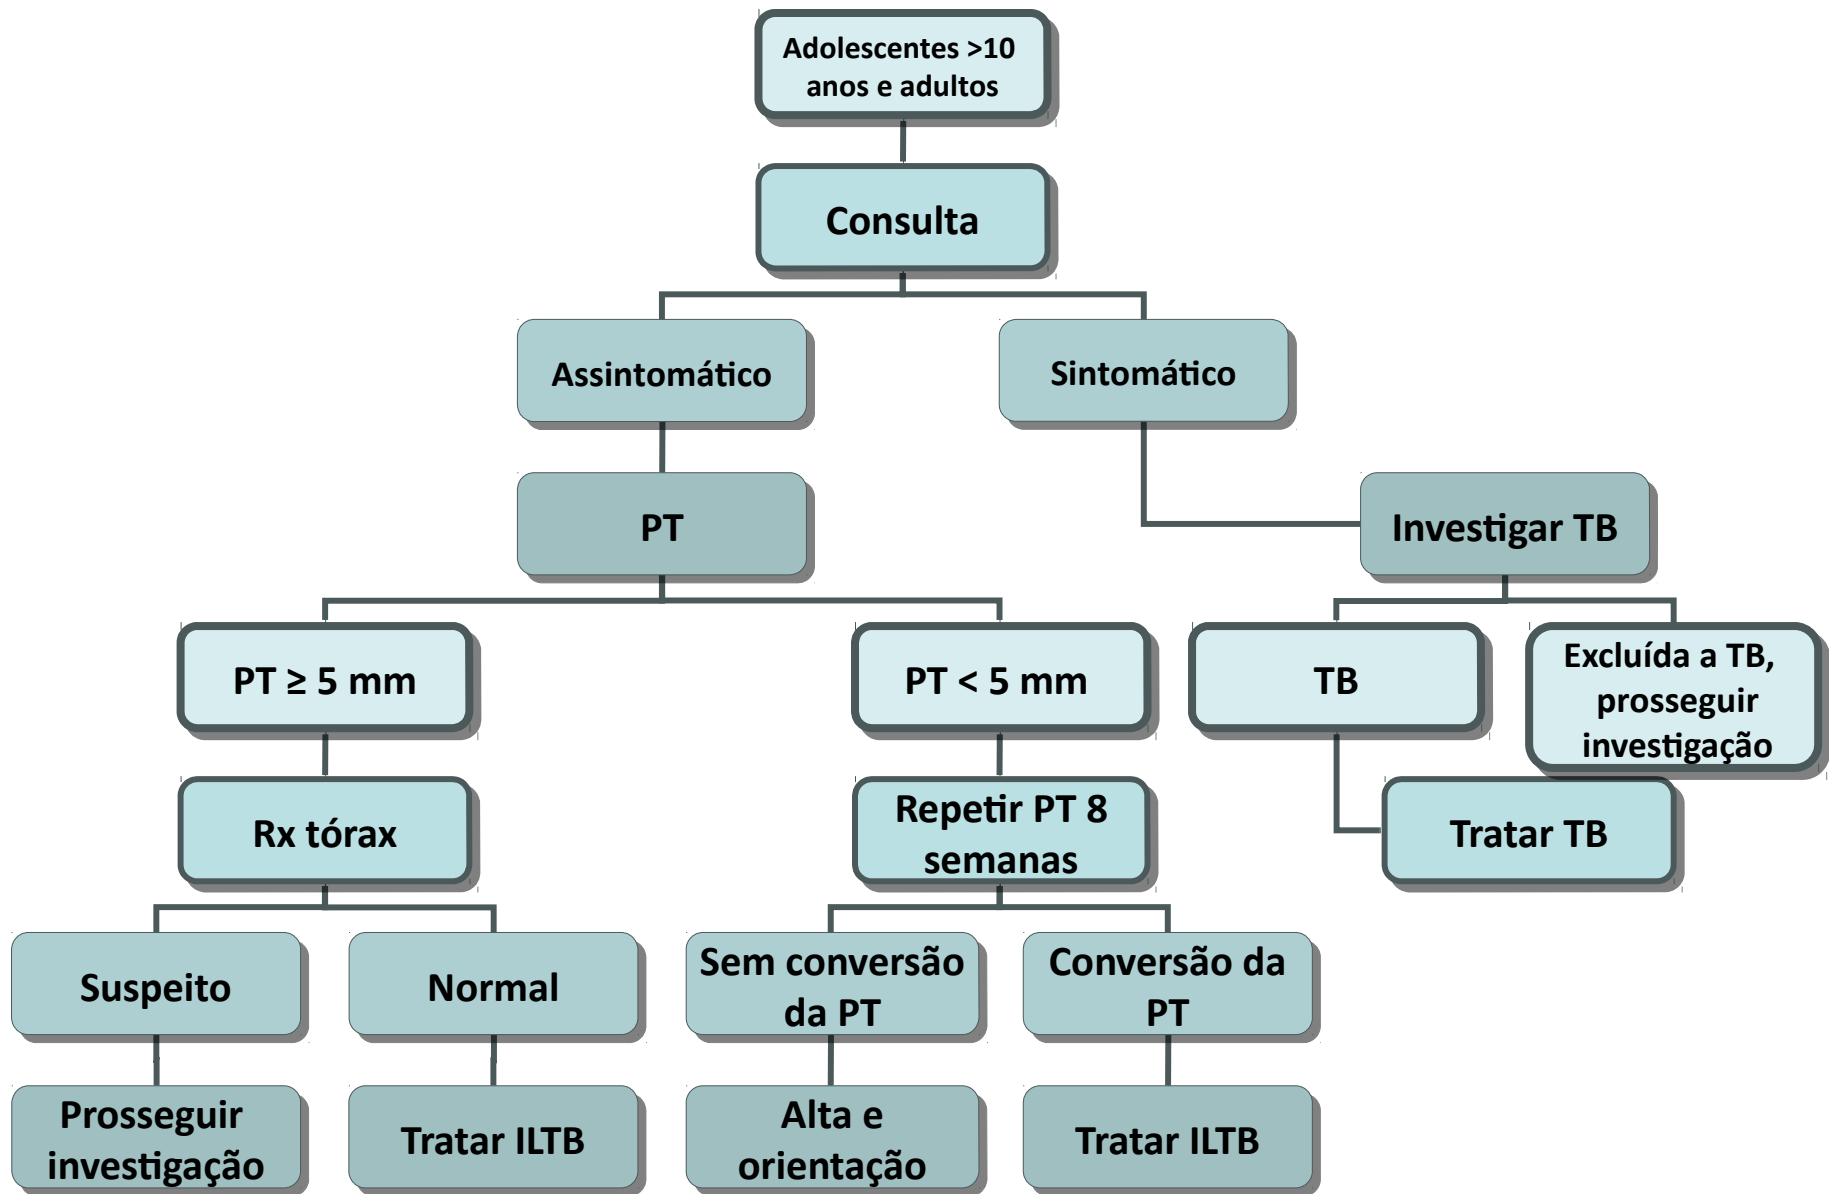 Adolescentes >10
anos e adultos
Consulta
Assintomático
Sintomático
PT
Investigar TB
PT ≥ 5 mm
PT < 5 mm
TB
Excluída a TB,
prosseguir
investigação
Rx tórax
Repetir PT 8
semanas
Tratar TB
Suspeito
Normal
Sem conversão
da PT
Conversão da
PT
Prosseguir
investigação
Tratar ILTB
Alta e
orientação
Tratar ILTB